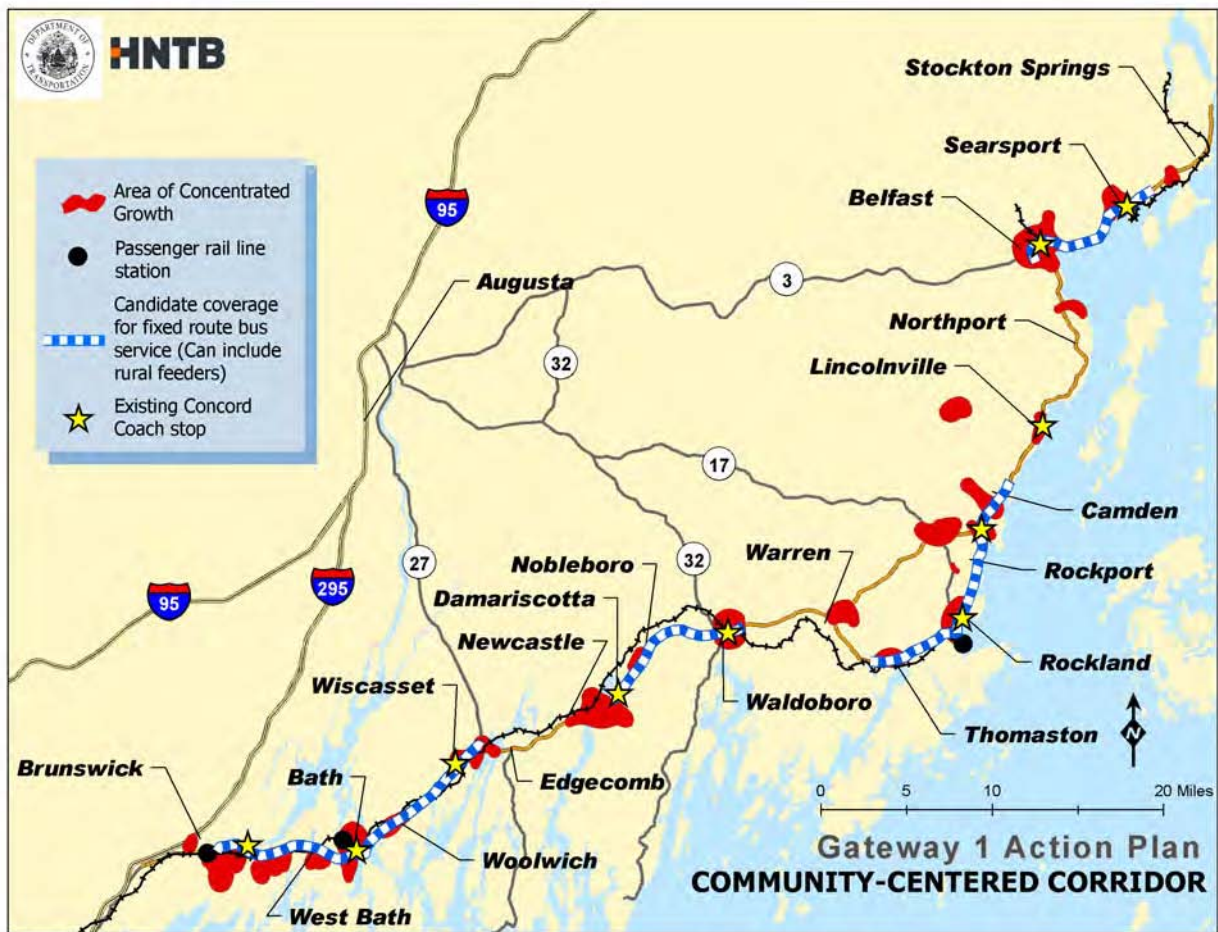 DEPARTMENT OF
TRANSPORTATION
HNTB
Area of Concentrated
Growth
Passenger rail line
station
Candidate coverage
for fixed route bus
service (Can include
rural feeders)
Existing Concord
Coach stop
Stockton Springs
Searsport
Belfast
95
Augusta
3
Northport
32
Lincolnville
17
Camden
Warren
27
Nobleboro
32
Rockport
295
95
Damariscotta
Newcastle
Rockland
Wiscasset
Waldoboro
Thomaston
N
Brunswick
Bath
Edgecomb
0 5 10 20 Miles
Woolwich
West Bath
Gateway 1 Action Plan
COMMUNITY-CENTERED CORRIDOR